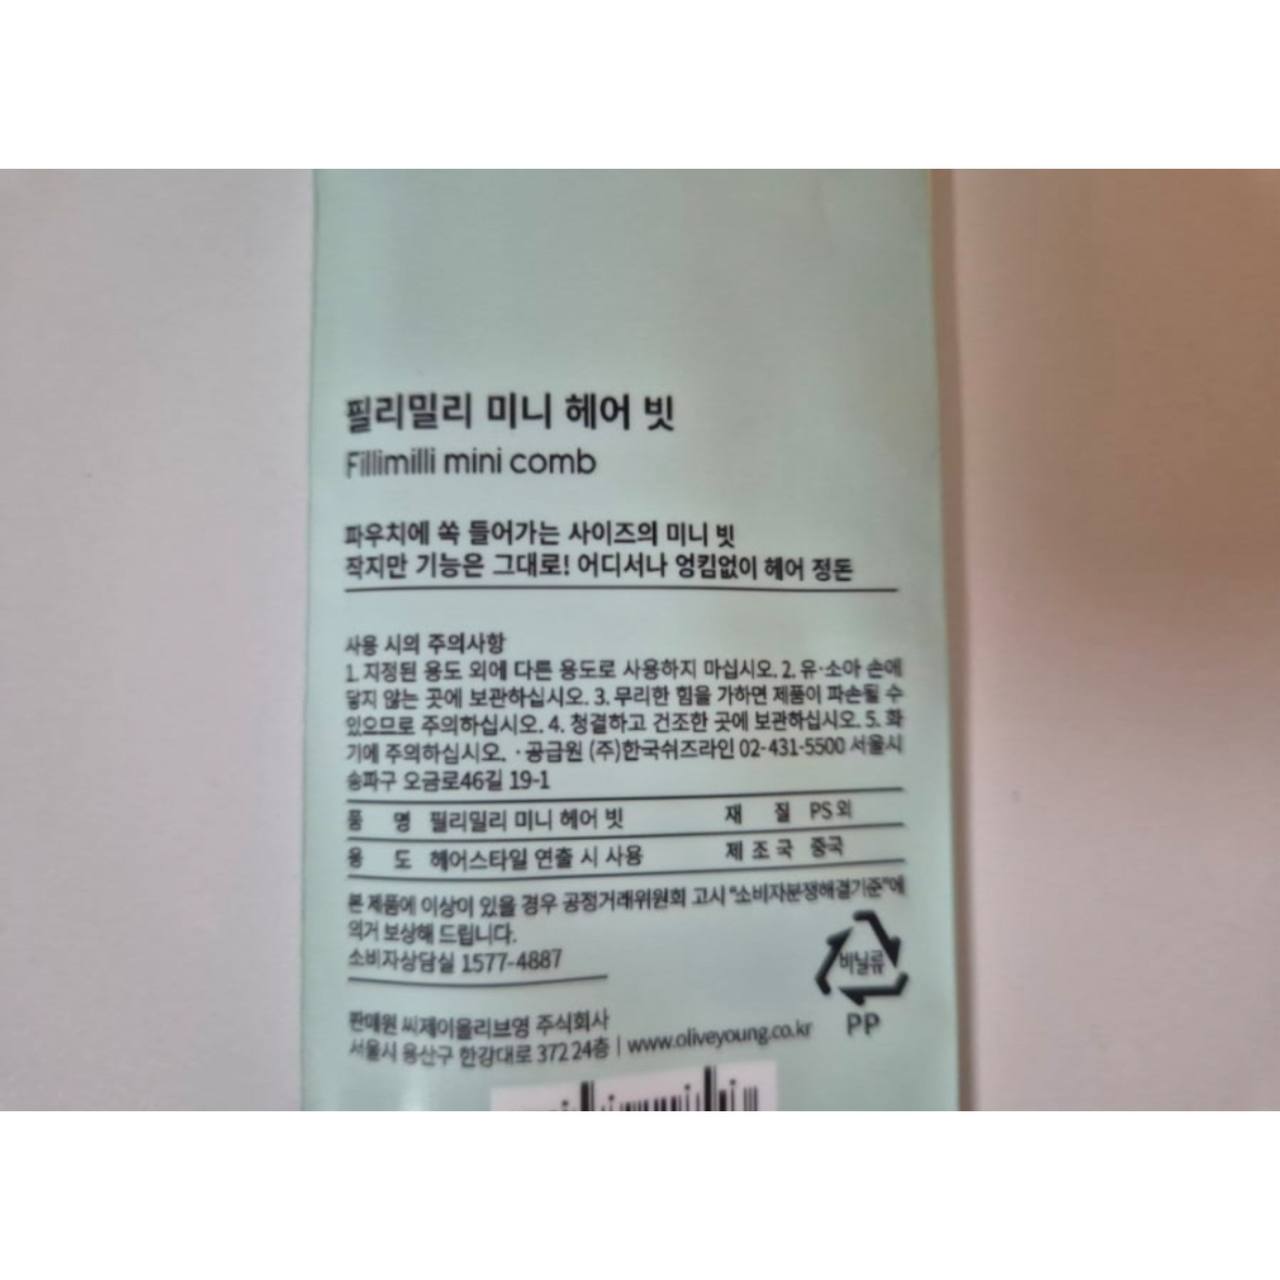 필리밀리 미니 헤어 빗
Fillimilli mini comb
파우치에 쏙 들어가는 사이즈의 미니 빗
작지만 기능은 그대로! 어디서나 엉킴없이 헤어 정돈
사용 시의 주의사항
1. 지정된 용도 외에 다른 용도로 사용하지 마십시오. 2. 유·소아 손에
닿지 않는 곳에 보관하십시오. 3. 무리한 힘을 가하면 제품이 파손될 수
있으므로 주의하십시오. 4. 청결하고 건조한 곳에 보관하십시오. 5. 화
기에 주의하십시오. ·공급원 (주)한국쉬즈라인 02-431-5500 서울시
송파구 오금로46길 19-1
품 명 필리밀리 미니 헤어 빗 재 질 PS 외
용 도 헤어스타일 연출 시 사용 제 조 국 중국
본 제품에 이상이 있을 경우 공정거래위원회 고시 "소비자분쟁해결기준"에
의거 보상해 드립니다.
소비자상담실 1577-4887
비닐류
PP
판매원 씨제이올리브영 주식회사
서울시 용산구 한강대로 372 24층 | www.oliveyoung.co.kr